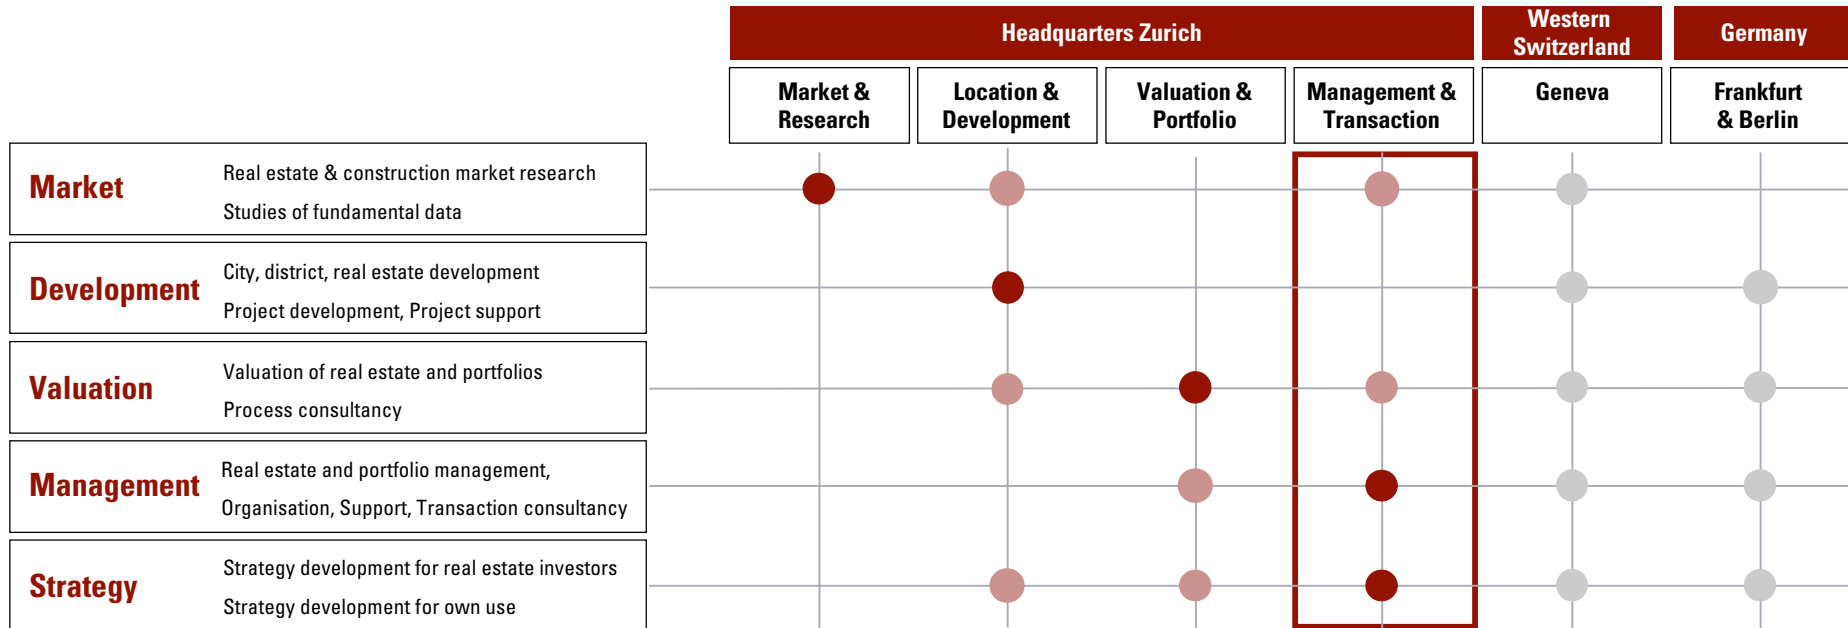 Headquarters Zurich
Western
Switzerland
Germany
Market &
Research
Location &
Development
Valuation &
Portfolio
Management &
Transaction
Geneva
Frankfurt
& Berlin
Market
Real estate & construction market research
Studies of fundamental data
Development
City, district, real estate development
Project development, Project support
Valuation
Valuation of real estate and portfolios
Process consultancy
Management
Real estate and portfolio management,
Organisation, Support, Transaction consultancy
Strategy
Strategy development for real estate investors
Strategy development for own use